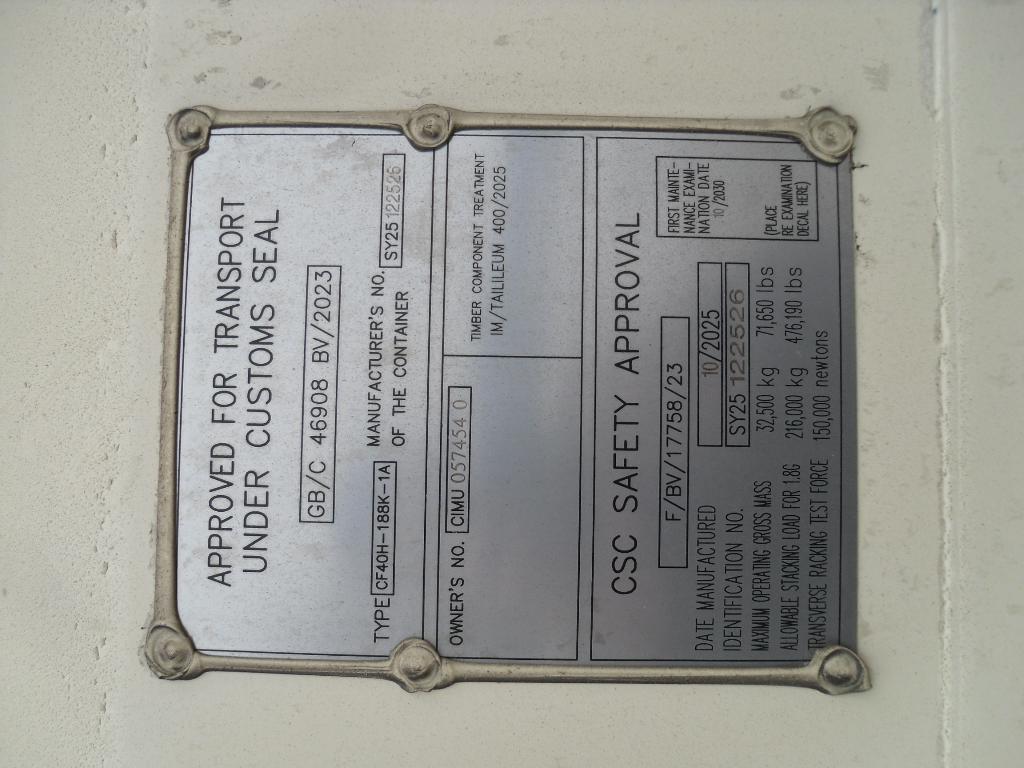 APPROVED FOR TRANSPORT
UNDER CUSTOMS SEAL
GB/C 46908 BV/2023
TYPE CF40H-188K-1A MANUFACTURER'S NO.
OF THE CONTAINER SY25122526
OWNER'S NO. CIMU 057454 0
TIMBER COMPONENT TREATMENT
IM/TAILILEUM 400/2025
CSC SAFETY APPROVAL
F/BV/17758/23
DATE MANUFACTURED 10/2025
IDENTIFICATION NO. SY25 122526
MAXIMUM OPERATING GROSS MASS 32,500 kg 71,650 lbs
ALLOWABLE STACKING LOAD FOR 1.8G 216,000 kg 476,190 lbs
TRANSVERSE RACKING TEST FORCE 150,000 newtons
FIRST MAINTE-
NANCE EXAMI-
NATION DATE
10/2030
(PLACE
RE EXAMINATION
DECAL HERE)